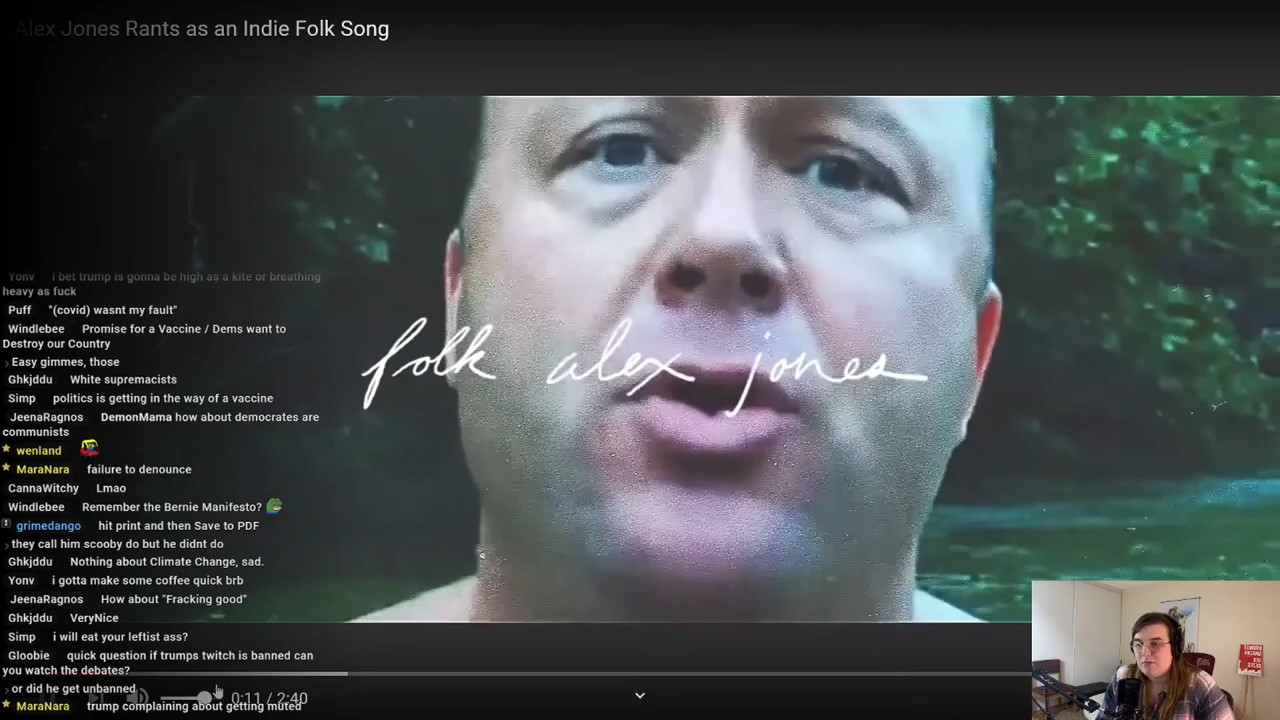 Alex Jones Rants as an Indie Folk Song
folk alex jones
Yonv i bet trump is gonna be high as a kite or breathing
heavy as fuck
Puff "(covid) wasnt my fault"
Windlebee Promise for a Vaccine / Dems want to
Destroy our Country
Easy gimmes, those
Ghkjddu White supremacists
Simp politics is getting in the way of a vaccine
JeenaRagnos DemonMama how about democrates are
communists
wenland
MaraNara failure to denounce
CannaWitchy Lmao
Windlebee Remember the Bernie Manifesto?
grimedango hit print and then Save to PDF
they call him scooby do but he didnt do
Ghkjddu Nothing about Climate Change, sad.
Yonv i gotta make some coffee quick brb
JeenaRagnos How about "Fracking good"
Ghkjddu VeryNice
Simp i will eat your leftist ass?
Gloobie quick question if trumps twitch is banned can
you watch the debates?
or did he get unbanned
MaraNara trump complaining about getting muted
0:11 / 2:40